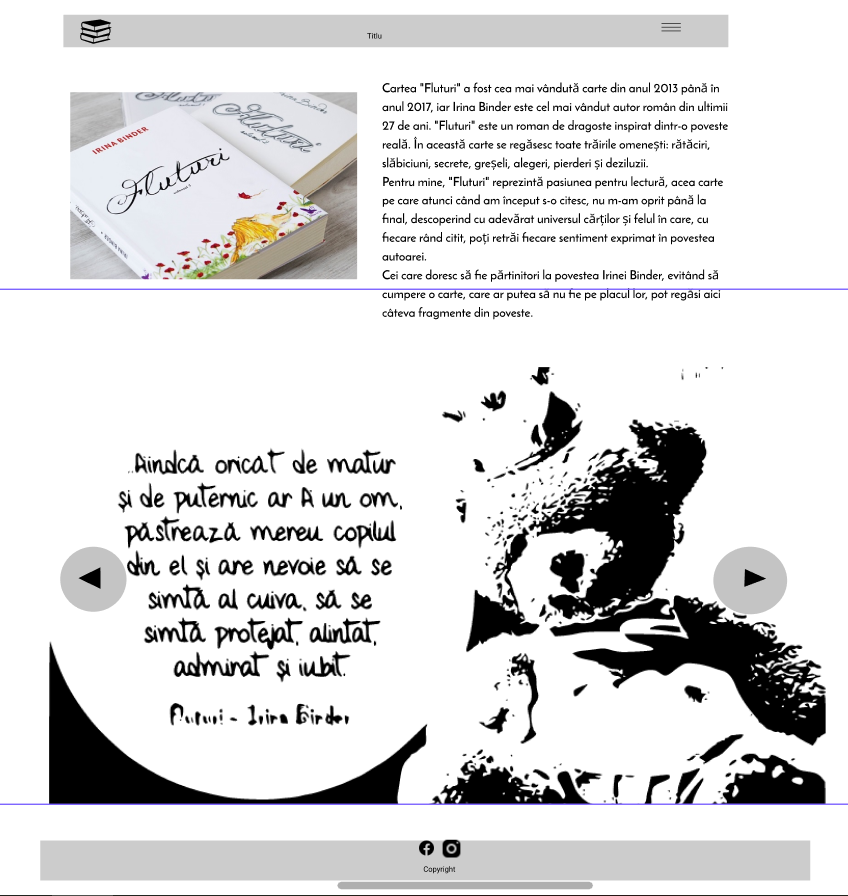 Titlu
IRINA BINDER
Fluturi
Fluturi
Cartea "Fluturi" a fost cea mai vândută carte din anul 2013 până în
anul 2017, iar Irina Binder este cel mai vândut autor român din ultimii
27 de ani. "Fluturi" este un roman de dragoste inspirat dintr-o poveste
reală. În această carte se regăsesc toate trăirile omenești: rătăciri,
slăbiciuni, secrete, greșeli, alegeri, pierderi și deziluzii.
Pentru mine, "Fluturi" reprezintă pasiunea pentru lectură, acea carte
pe care atunci când am început s-o citesc, nu m-am oprit până la
final, descoperind cu adevărat universul cărților și felul în care, cu
fiecare rând citit, poți retrăi fiecare sentiment exprimat în povestea
autoarei.
Cei care doresc să fie părtinitori la povestea Irinei Binder, evitând să
cumpere o carte, care ar putea să nu fie pe placul lor, pot regăsi aici
câteva fragmente din poveste.
„Aindcă oricât de matur
și de puternic ar A un om,
păstrează mereu copilul
din el și are nevoie să se
simtă al cuiva, să se
simtă protejat, alintat,
admirat și iubit.
Fluturi - Irina Binder
Copyright